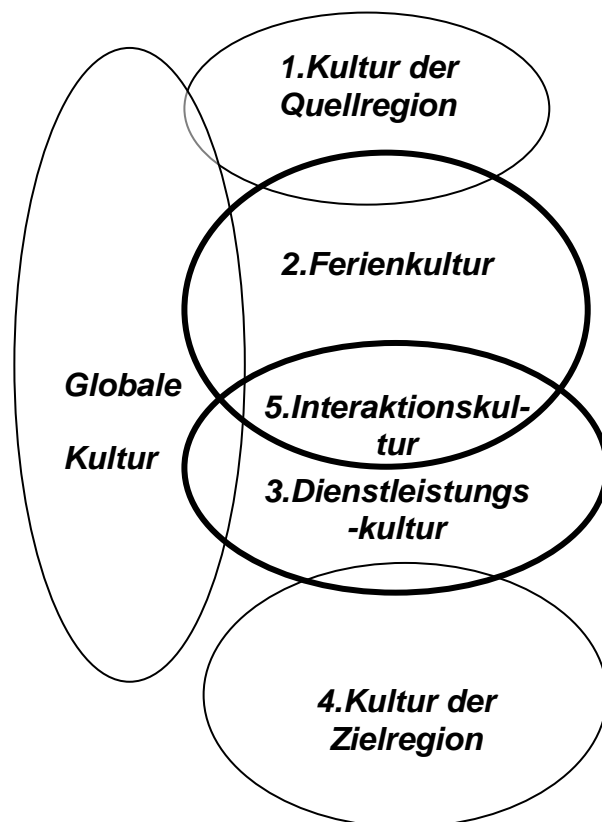 1.Kultur der
Quellregion
2.Ferienkultur
Globale
Kultur
5.Interaktionskul-
tur
3.Dienstleistungs
-kultur
4.Kultur der
Zielregion